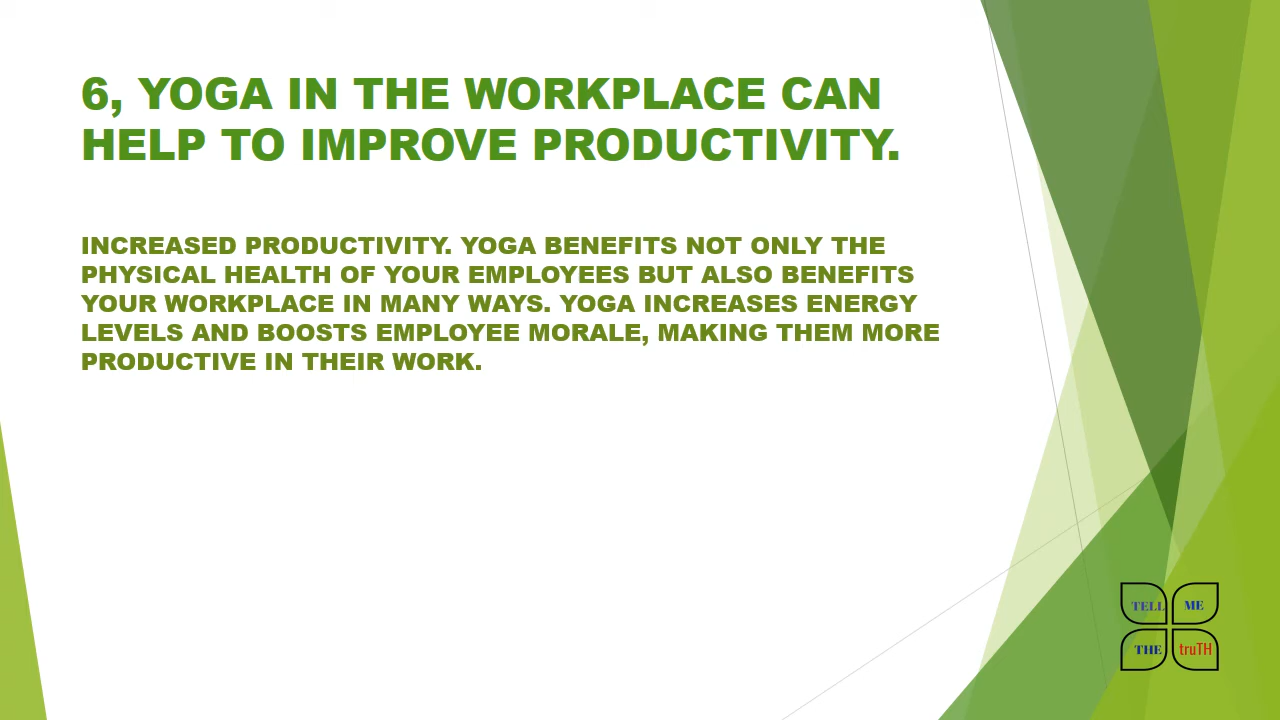 6, YOGA IN THE WORKPLACE CAN
HELP TO IMPROVE PRODUCTIVITY.
INCREASED PRODUCTIVITY. YOGA BENEFITS NOT ONLY THE
PHYSICAL HEALTH OF YOUR EMPLOYEES BUT ALSO BENEFITS
YOUR WORKPLACE IN MANY WAYS. YOGA INCREASES ENERGY
LEVELS AND BOOSTS EMPLOYEE MORALE, MAKING THEM MORE
PRODUCTIVE IN THEIR WORK.
TELL ME
THE truTH